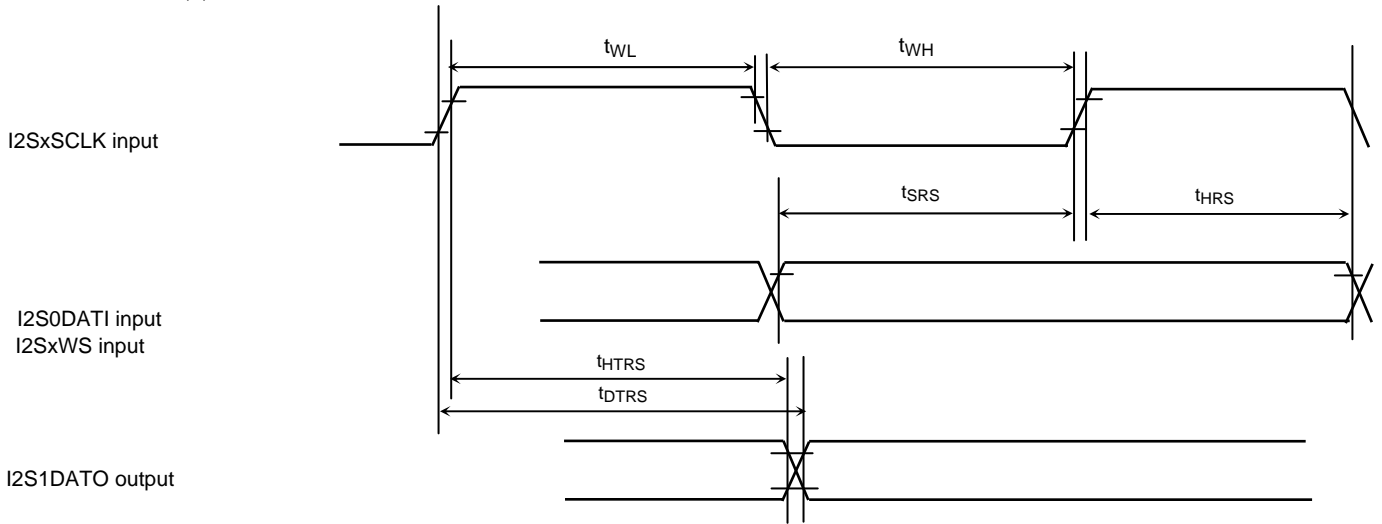 tWL tWH
I2SxSCLK input
tSRS tHRS
I2S0DATI input
I2SxWS input
tHTRS
tDTRS
I2S1DATO output